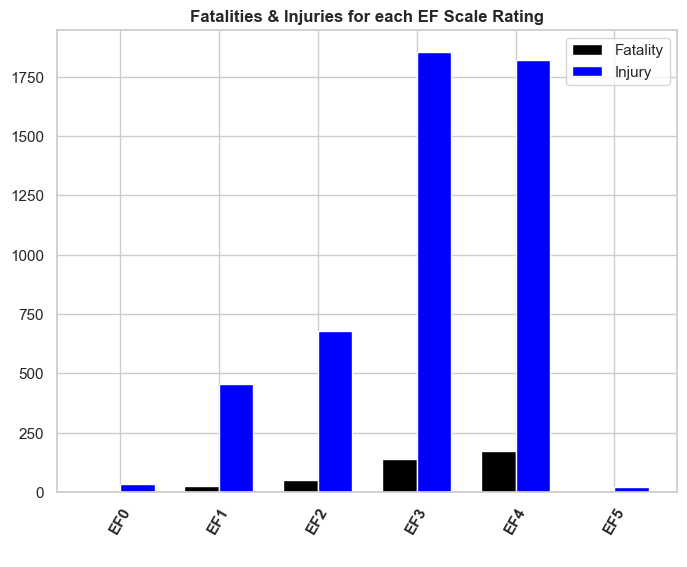 Fatalities & Injuries for each EF Scale Rating
Fatality
Injury
1750
1500
1250
1000
750
500
250
0
EF0
EF1
EF2
EF3
EF4
EF5